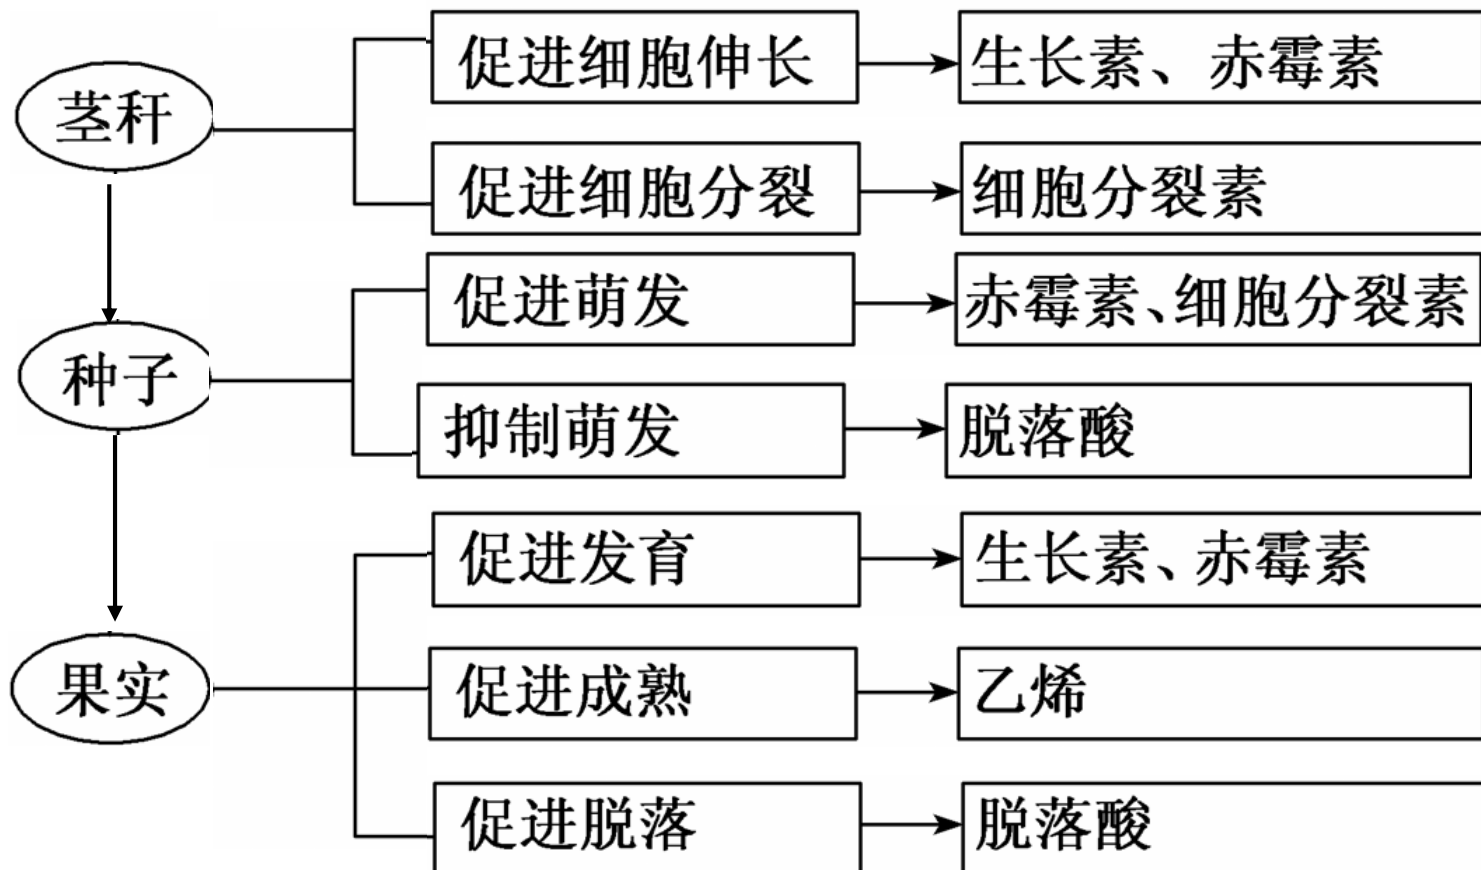 茎秆
促进细胞伸长
生长素、赤霉素
促进细胞分裂
细胞分裂素
种子
促进萌发
赤霉素、细胞分裂素
抑制萌发
脱落酸
果实
促进发育
生长素、赤霉素
促进成熟
乙烯
促进脱落
脱落酸